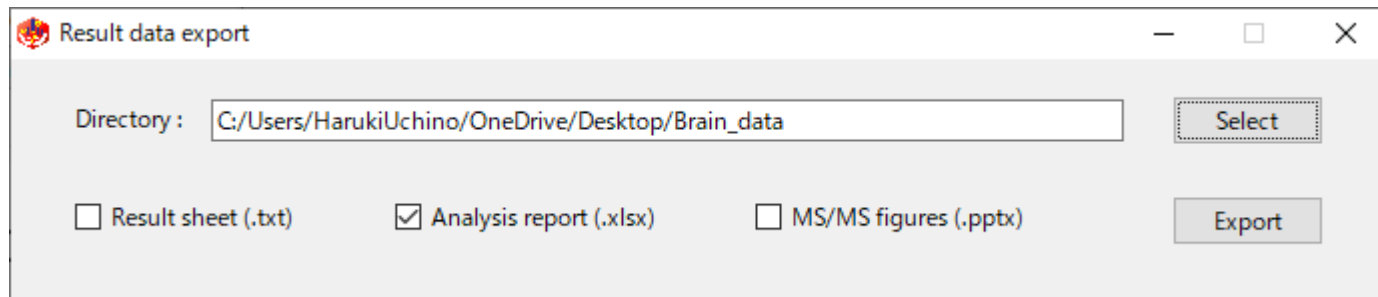 Result data export
Directory : C:/Users/HarukiUchino/OneDrive/Desktop/Brain_data Select
Result sheet (.txt) Analysis report (.xlsx) MS/MS figures (.pptx) Export